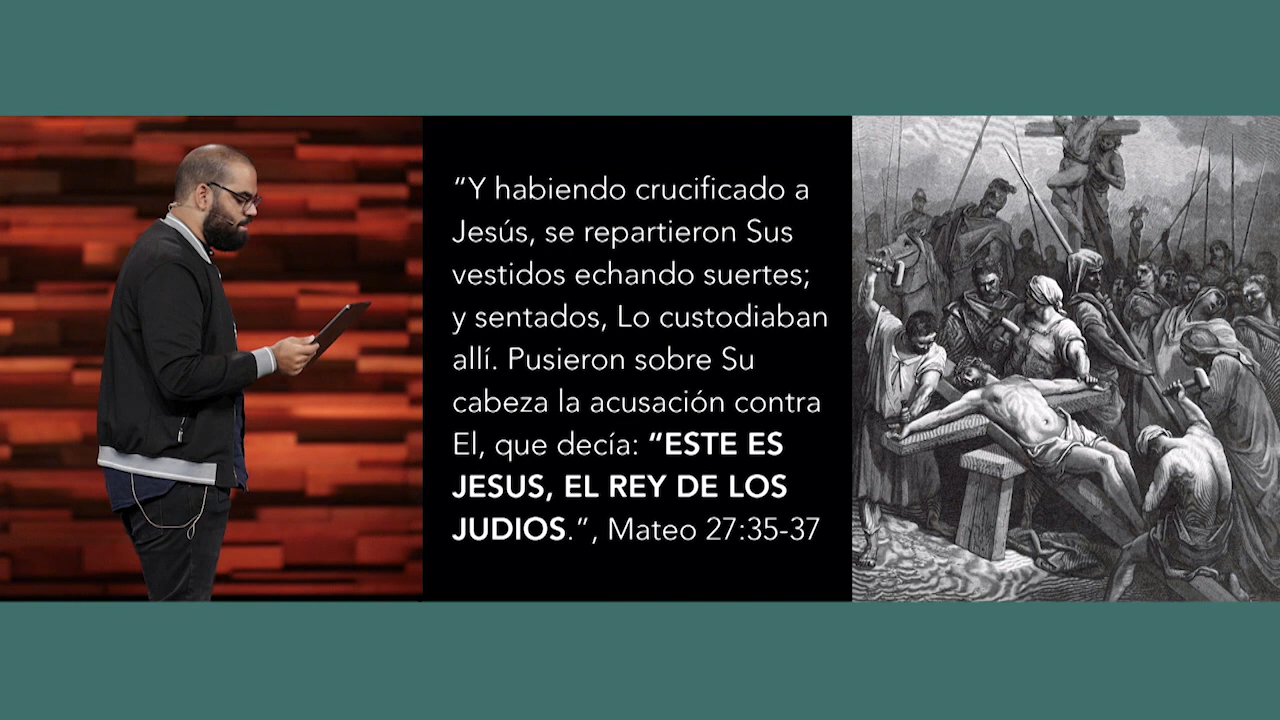 “Y habiendo crucificado a
Jesús, se repartieron Sus
vestidos echando suertes;
y sentados, Lo custodiaban
allí. Pusieron sobre Su
cabeza la acusación contra
El, que decía: “ESTE ES
JESUS, EL REY DE LOS
JUDIOS.”, Mateo 27:35-37